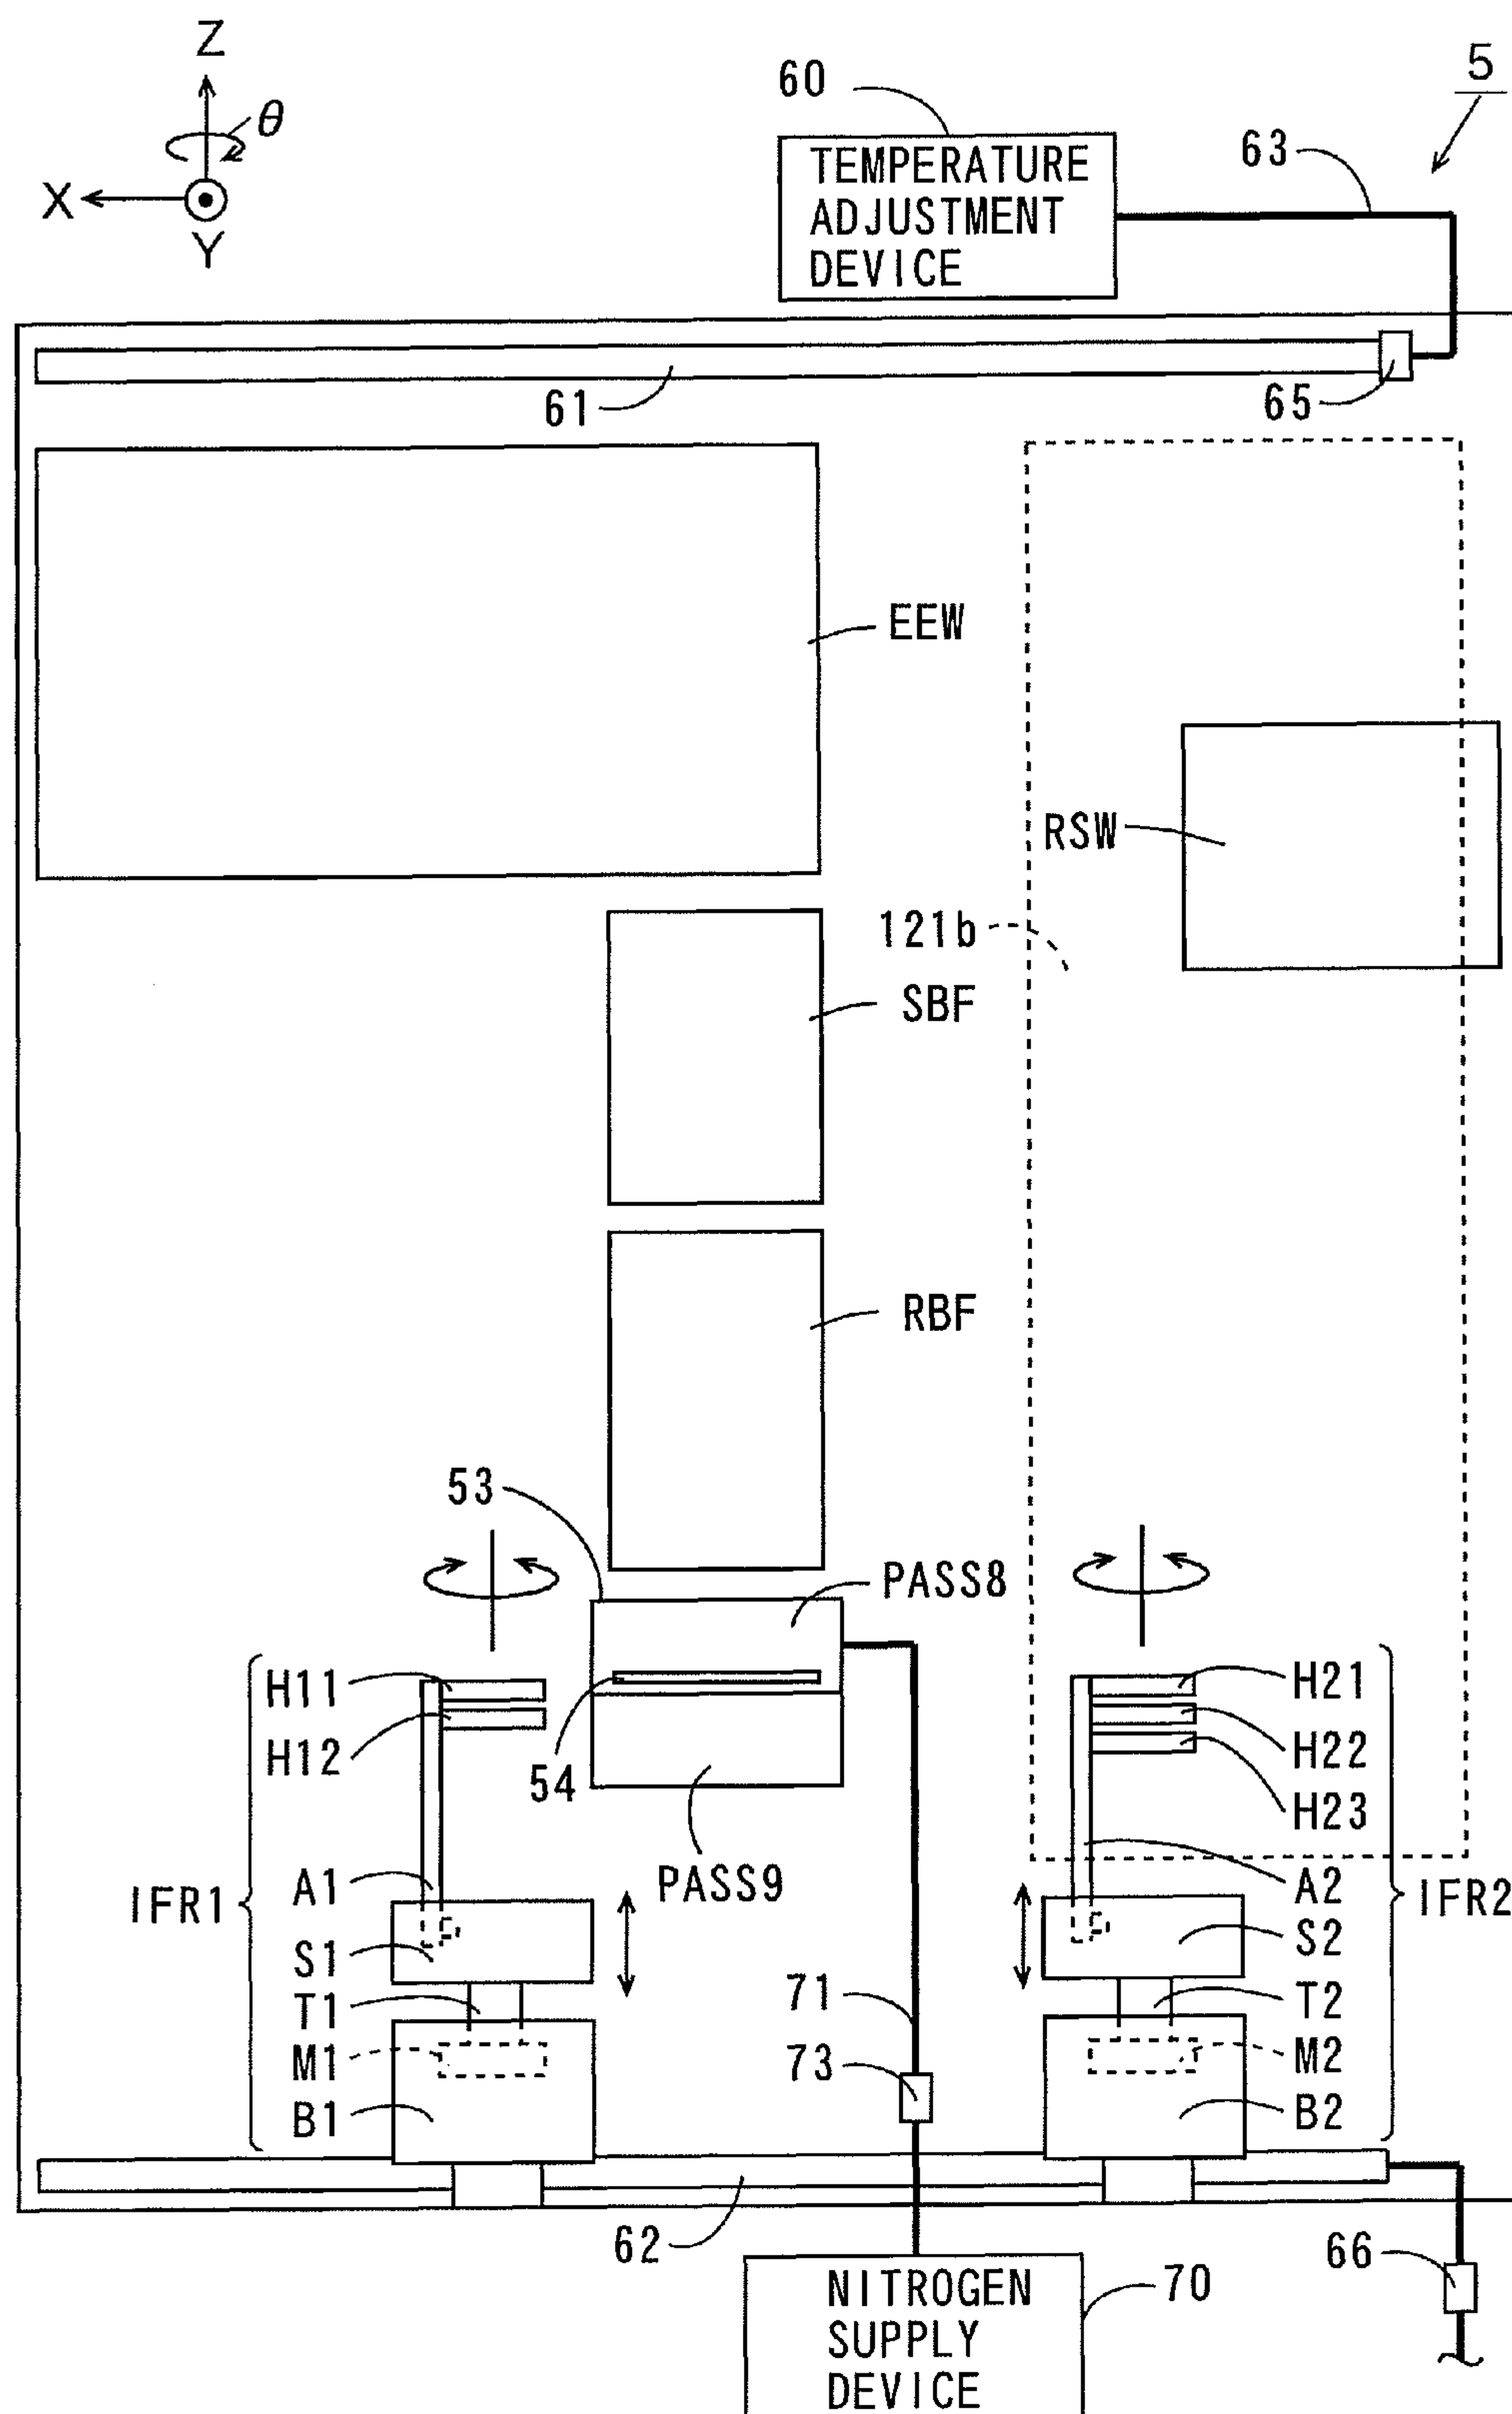 Z
θ
X
Y
60
5
TEMPERATURE
ADJUSTMENT
DEVICE
63
61
65
EEW
RSW
121b
SBF
RBF
53
PASS8
H11
H12
54
PASS9
H21
H22
H23
IFR1
A1
S1
T1
M1
B1
A2
S2
T2
M2
B2
IFR2
71
73
62
66
70
NITROGEN
SUPPLY
DEVICE